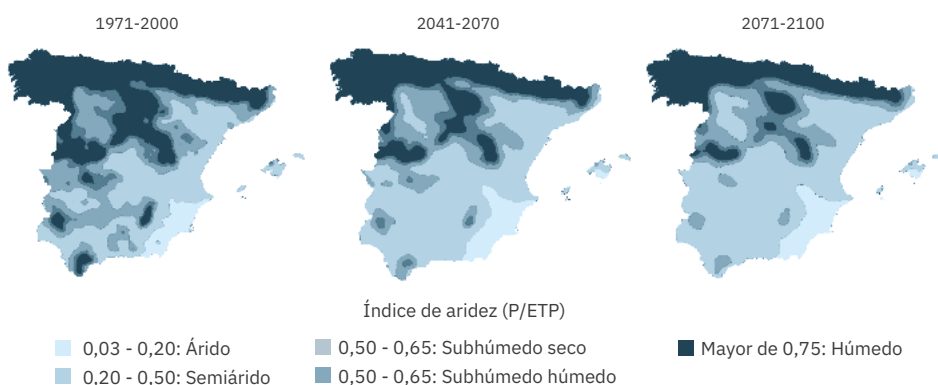 1971-2000
2041-2070
2071-2100
Índice de aridez (P/ETP)
0,03 - 0,20: Árido
0,20 - 0,50: Semiárido
0,50 - 0,65: Subhúmedo seco
0,50 - 0,65: Subhúmedo húmedo
Mayor de 0,75: Húmedo